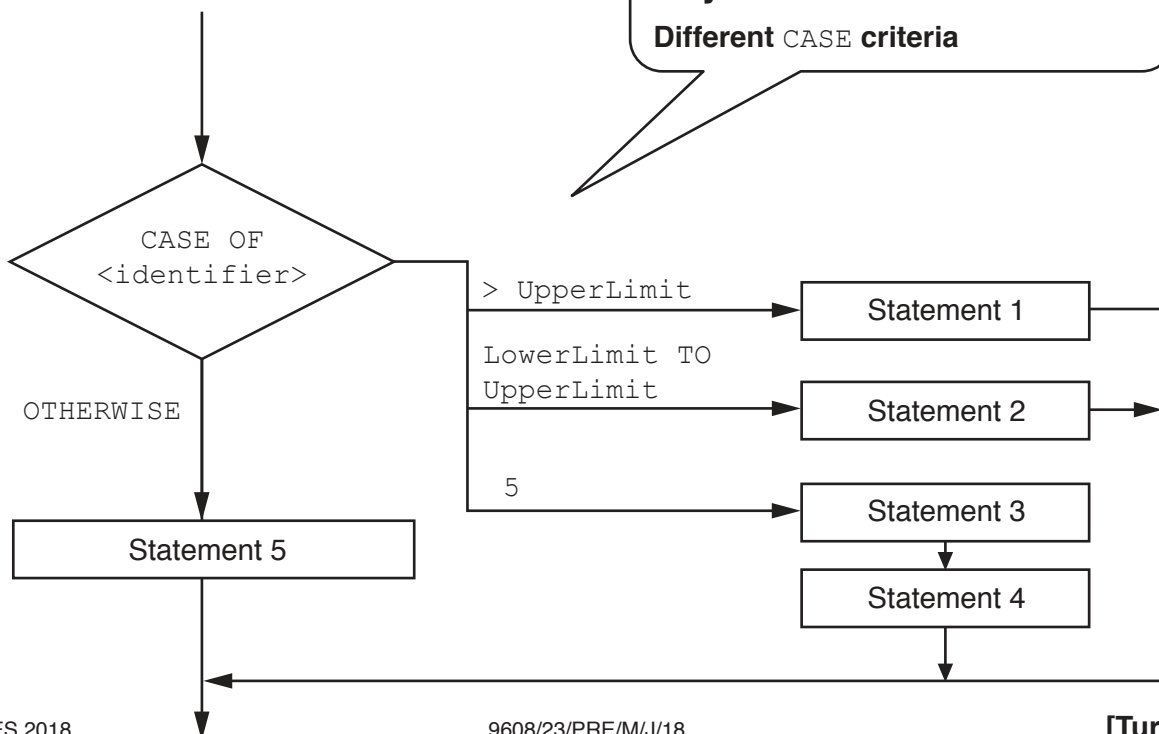 Different CASE criteria
CASE OF
<identifier>
> UpperLimit
Statement 1
LowerLimit TO
UpperLimit
Statement 2
OTHERWISE
5
Statement 3
Statement 5
Statement 4
2018
9608/23/PRE/M/J/18